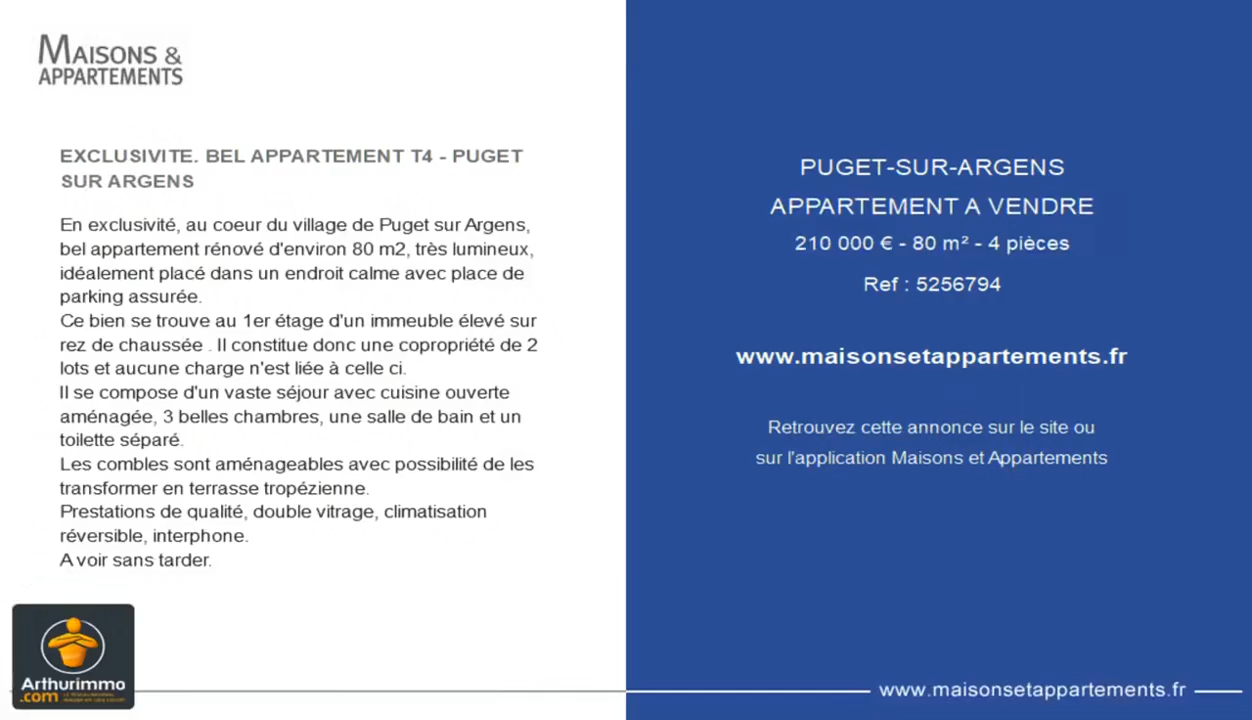 MAISONS &
APPARTEMENTS
EXCLUSIVITE. BEL APPARTEMENT T4 - PUGET
SUR ARGENS
En exclusivité, au coeur du village de Puget sur Argens,
bel appartement rénové d'environ 80 m2, très lumineux,
idéalement placé dans un endroit calme avec place de
parking assurée.
Ce bien se trouve au 1er étage d'un immeuble élevé sur
rez de chaussée . Il constitue donc une copropriété de 2
lots et aucune charge n'est liée à celle ci.
Il se compose d'un vaste séjour avec cuisine ouverte
aménagée, 3 belles chambres, une salle de bain et un
toilette séparé.
Les combles sont aménageables avec possibilité de les
transformer en terrasse tropézienne.
Prestations de qualité, double vitrage, climatisation
réversible, interphone.
A voir sans tarder.
Arthurimmo
.com
PUGET-SUR-ARGENS
APPARTEMENT A VENDRE
210 000 € - 80 m² - 4 pièces
Ref : 5256794
www.maisonsetappartements.fr
Retrouvez cette annonce sur le site ou
sur l'application Maisons et Appartements
www.maisonsetappartements.fr